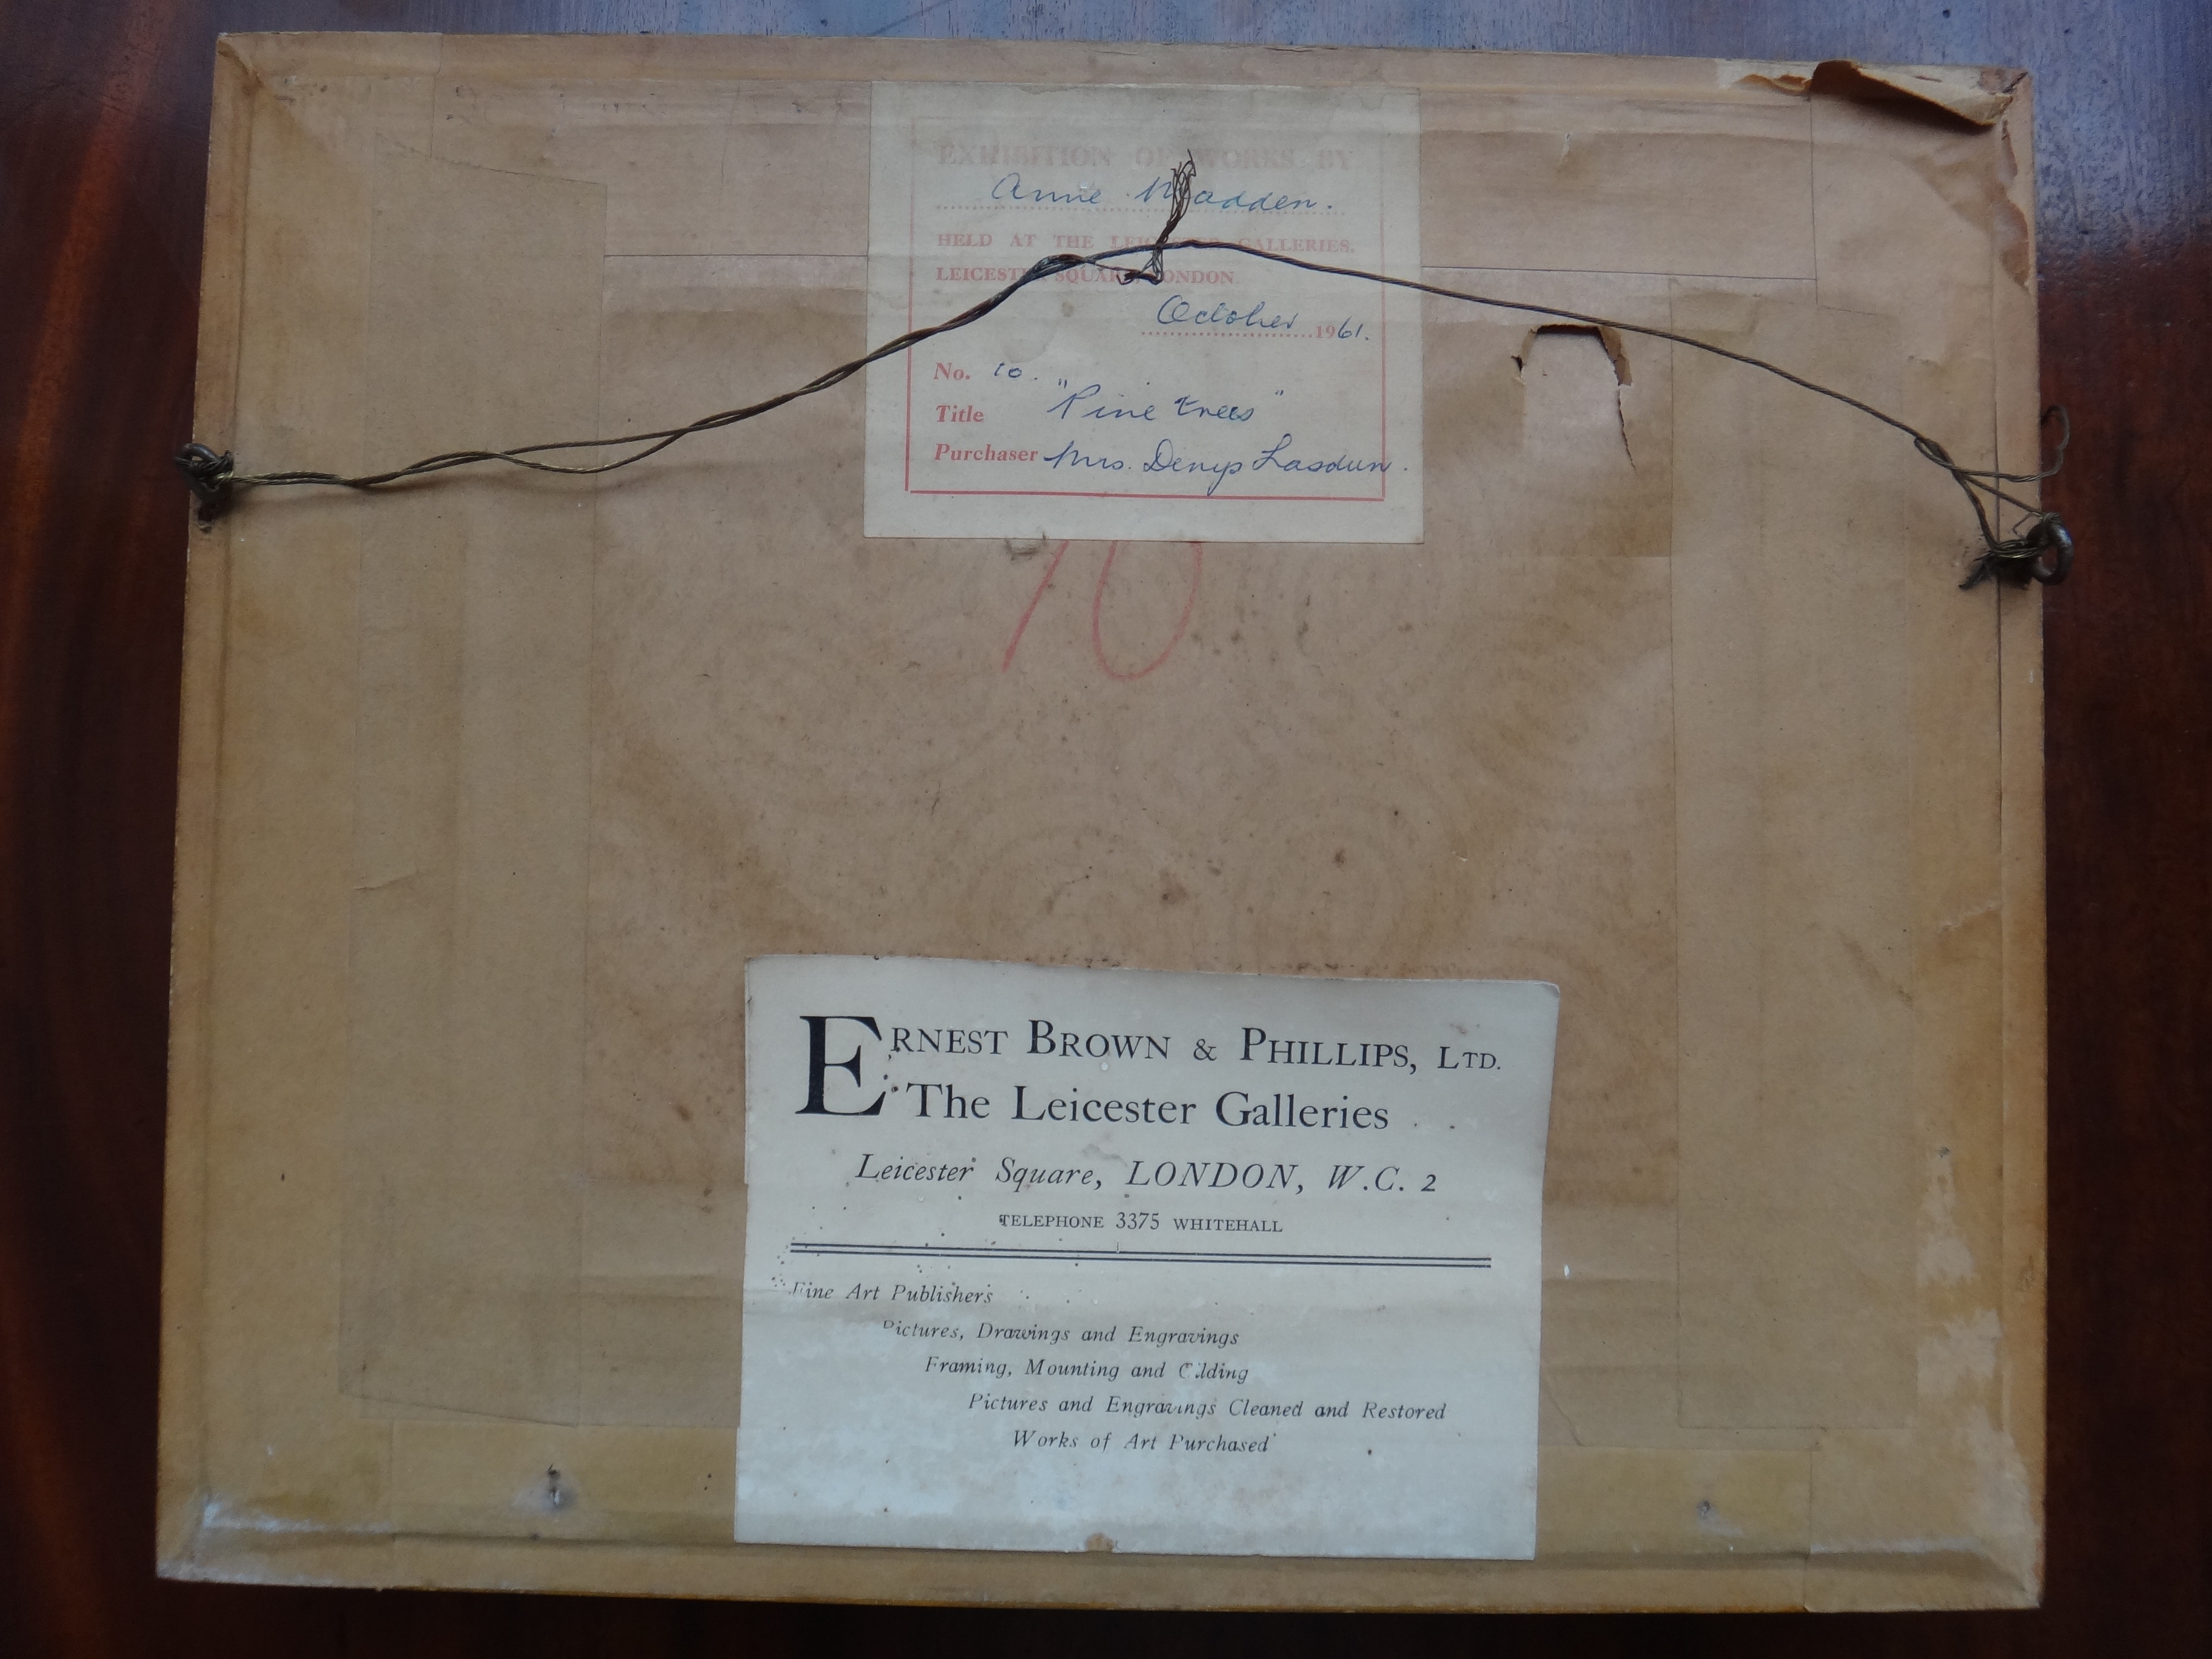 EXHIBITION OF WORKS BY
Anne Madden.
HELD AT THE LEICESTER GALLERIES,
LEICESTER SQUARE, LONDON
October 1961.
No. 10.
Title "Pine trees"
Purchaser Mrs. Denys Lasdun.
10
ERNEST BROWN & PHILLIPS, LTD.
The Leicester Galleries
Leicester Square, LONDON, W.C. 2
TELEPHONE 3375 WHITEHALL
Fine Art Publishers
Pictures, Drawings and Engravings
Framing, Mounting and Gilding
Pictures and Engravings Cleaned and Restored
Works of Art Purchased